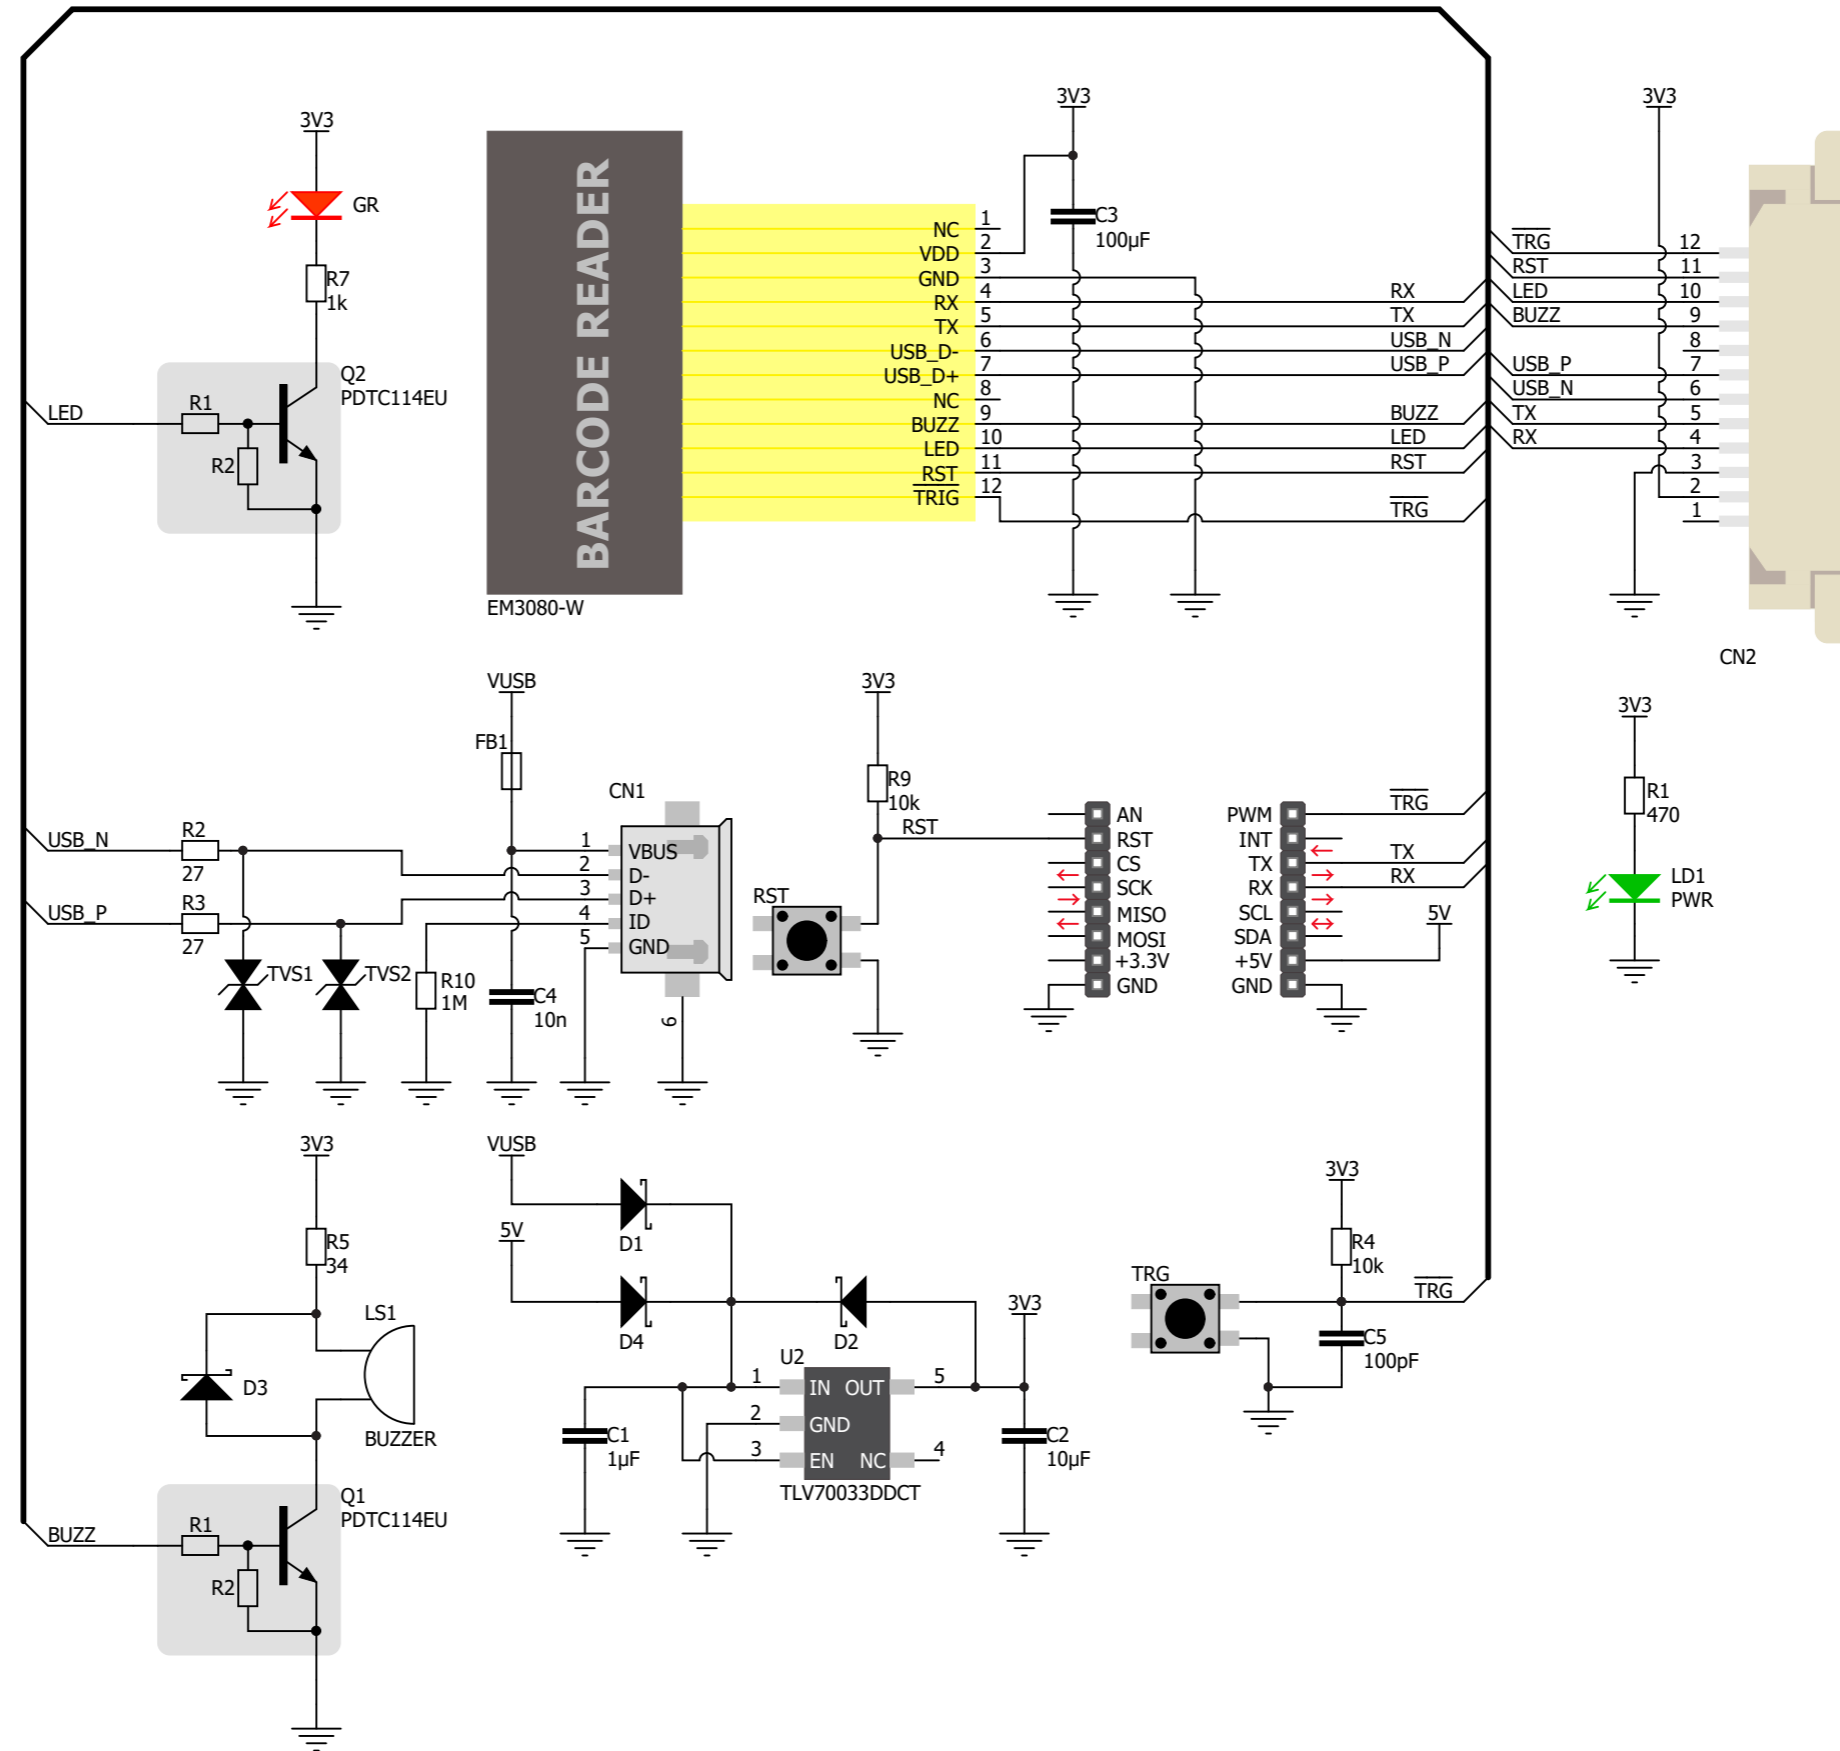 3V3
GR
R7
1k
Q2
PDTC114EU
LED
R1
R2
BARCODE READER
EM3080-W
NC 1
VDD 2
GND 3
RX 4
TX 5
USB_D- 6
USB_D+ 7
NC 8
BUZZ 9
LED 10
RST 11
TRIG 12
3V3
C3
100µF
RX
TX
USB_N
USB_P
BUZZ
LED
RST
TRG
3V3
TRG 12
RST 11
LED 10
BUZZ 9
8
USB_P 7
USB_N 6
TX 5
RX 4
3
2
1
CN2
VUSB
FB1
CN1
USB_N
R2
27
USB_P
R3
27
TVS1
TVS2
R10
1M
C4
10n
1 VBUS
2 D-
3 D+
4 ID
5 GND
6
3V3
R9
10k
RST
RST
AN
RST
CS
SCK
MISO
MOSI
+3.3V
GND
PWM
INT
TX
RX
SCL
SDA
+5V
GND
TRG
TX
RX
5V
3V3
R1
470
LD1
PWR
3V3
R5
34
LS1
D3
BUZZER
Q1
PDTC114EU
BUZZ
R1
R2
VUSB
D1
5V
D4
D2
3V3
U2
1 IN OUT 5
2 GND
3 EN NC 4
TLV70033DDCT
C1
1µF
C2
10µF
3V3
R4
10k
TRG
TRG
C5
100pF